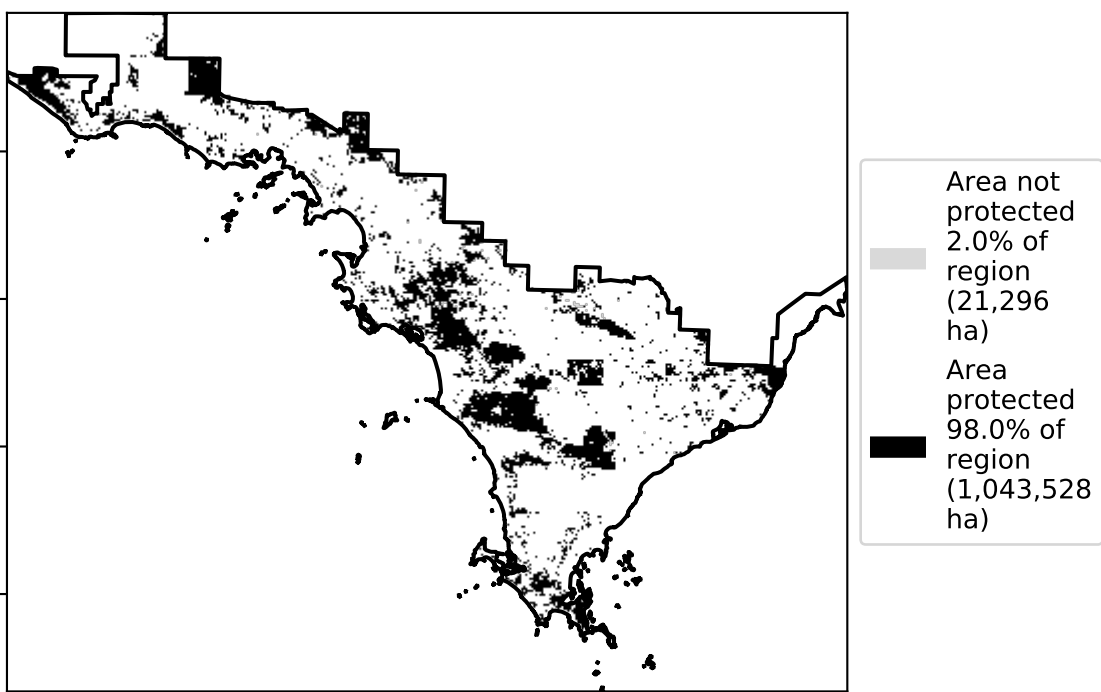 Area not
protected
2.0% of
region
(21,296
ha)
Area
protected
98.0% of
region
(1,043,528
ha)